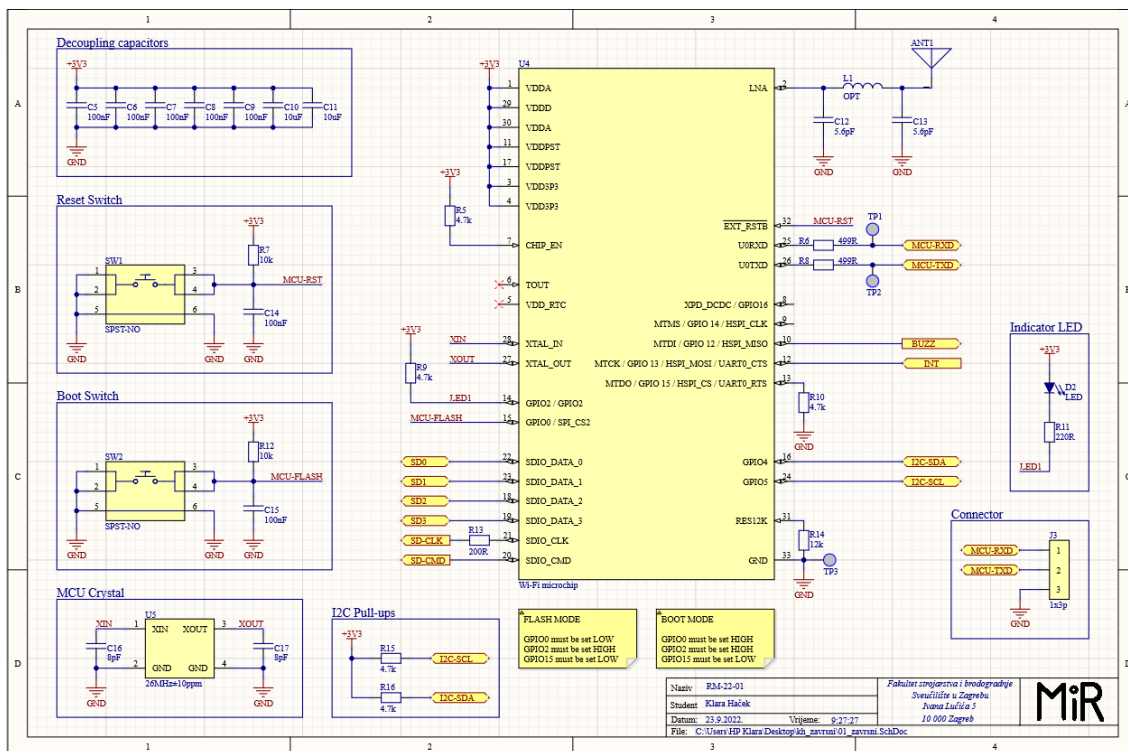 1 2 3 4
A
B
C
D
Decoupling capacitors
+3V3
C5
100nF
C6
100nF
C7
100nF
C8
100nF
C9
100nF
C10
10uF
C11
10uF
GND
Reset Switch
+3V3
R7
10k
SW1
1 3
2 4
5 6
SPST-NO
MCU-RST
C14
100nF
GND
GND
GND
Boot Switch
+3V3
R12
10k
SW2
1 3
2 4
5 6
SPST-NO
MCU-FLASH
C15
100nF
GND
GND
GND
MCU Crystal
U5
XIN 1 XIN XOUT 3 XOUT
C16
8pF
2 GND GND 4
C17
8pF
26MHz±10ppm
GND
GND
I2C Pull-ups
+3V3
R15
4.7k
I2C-SCL
R16
4.7k
I2C-SDA
+3V3
U4
1 VDDA
29 VDDD
30 VDDA
11 VDDPST
17 VDDPST
3 VDD3P3
4 VDD3P3
+3V3
R5
4.7k
7 CHIP_EN
6 TOUT
5 VDD_RTC
XIN 28 XTAL_IN
XOUT 27 XTAL_OUT
+3V3
R9
4.7k
LED1 14 GPIO2 / GPIO2
MCU-FLASH 15 GPIO0 / SPI_CS2
SD0 22 SDIO_DATA_0
SD1 23 SDIO_DATA_1
SD2 18 SDIO_DATA_2
SD3 19 SDIO_DATA_3
SD-CLK R13 200R 21 SDIO_CLK
SD-CMD 20 SDIO_CMD
LNA 2
EXT_RSTB 32 MCU-RST
U0RXD 25 R6 499R MCU-RXD
U0TXD 26 R8 499R MCU-TXD
TP1
TP2
XPD_DCDC / GPIO16 8
MTMS / GPIO 14 / HSPI_CLK 9
MTDI / GPIO 12 / HSPI_MISO 10 BUZZ
MTCK / GPIO 13 / HSPI_MOSI / UART0_CTS 12 INT
MTDO / GPIO 15 / HSPI_CS / UART0_RTS 13
R10
4.7k
GND
GPIO4 16 I2C-SDA
GPIO5 24 I2C-SCL
RES12K 31
R14
12k
GND 33
TP3
GND
Wi-Fi microchip
ANT1
L1
OPT
C12
5.6pF
C13
5.6pF
GND
GND
Indicator LED
+3V3
D2
LED
R11
220R
LED1
Connector
J3
MCU-RXD 1
MCU-TXD 2
3
1x3p
GND
FLASH MODE
GPIO0 must be set LOW
GPIO2 must be set HIGH
GPIO15 must be set LOW
BOOT MODE
GPIO0 must be set HIGH
GPIO2 must be set HIGH
GPIO15 must be set LOW
Naziv RM-22-01
Student Klara Haček
Datum: 23.9.2022. Vrijeme: 9:27:27
File: C:\Users\HP Klara\Desktop\kh_zavrsni\01_zavrsni.SchDoc
Fakultet strojarstva i brodogradnje
Sveučilište u Zagrebu
Ivana Lučića 5
10 000 Zagreb
MiR
1 2 3 4